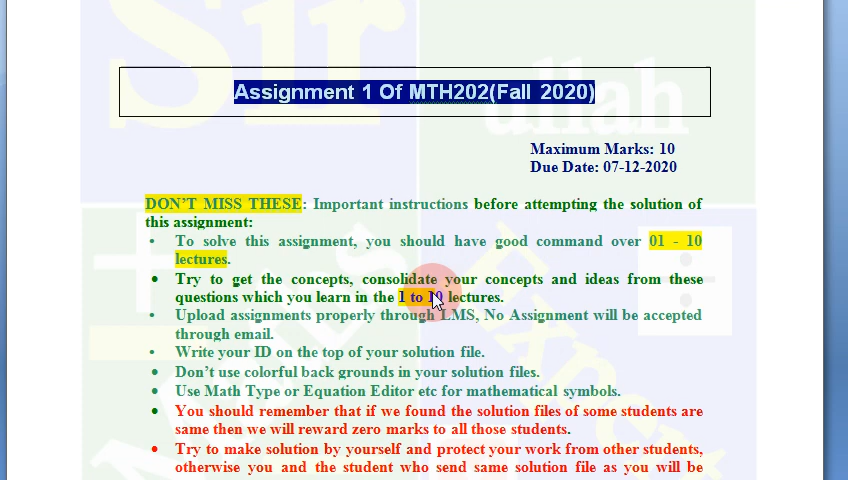 Sir
ullah
Assignment 1 Of MTH202(Fall 2020)
Maximum Marks: 10
Due Date: 07-12-2020
DON'T MISS THESE: Important instructions before attempting the solution of
this assignment:
• To solve this assignment, you should have good command over 01 - 10
lectures.
• Try to get the concepts, consolidate your concepts and ideas from these
questions which you learn in the 1 to 10 lectures.
• Upload assignments properly through LMS, No Assignment will be accepted
through email.
• Write your ID on the top of your solution file.
• Don't use colorful back grounds in your solution files.
• Use Math Type or Equation Editor etc for mathematical symbols.
• You should remember that if we found the solution files of some students are
same then we will reward zero marks to all those students.
• Try to make solution by yourself and protect your work from other students,
otherwise you and the student who send same solution file as you will be